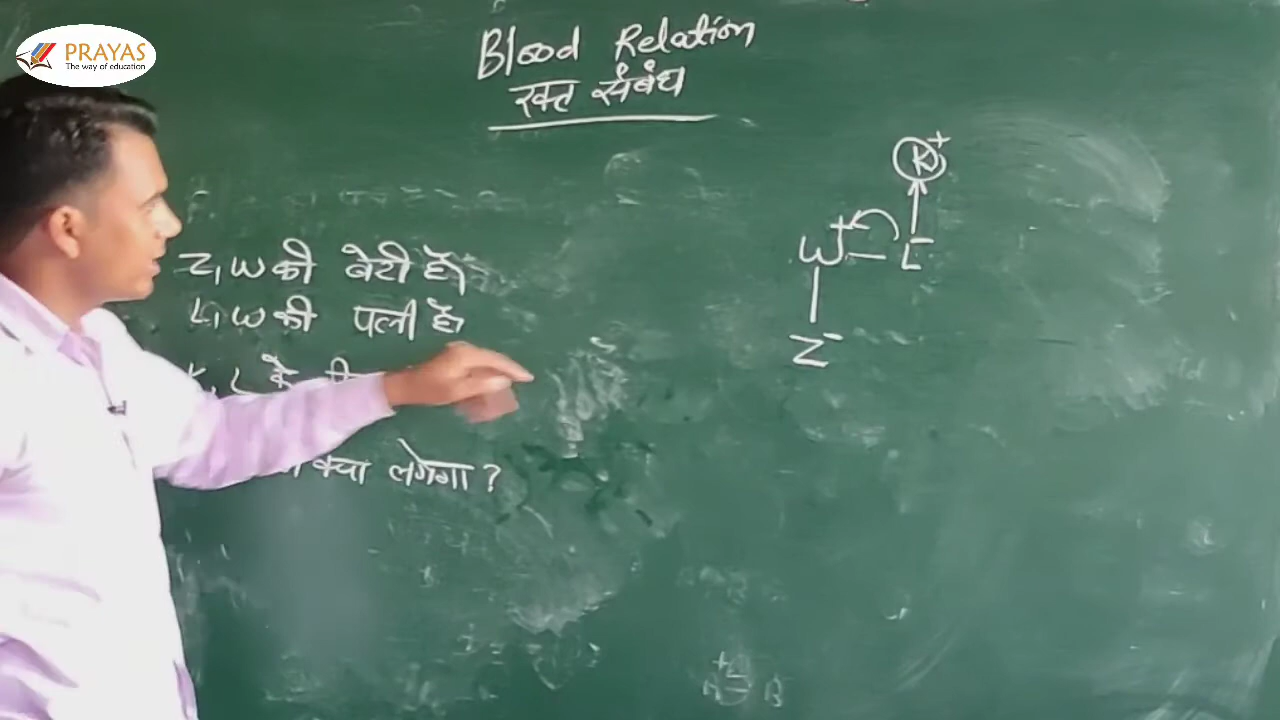 PRAYAS
The way of education
Blood Relation
रक्त संबंध
Z, W की बेटी है।
L, W की पत्नी है।
K, L के
क्या लगेगा ?
K+
W+ — L-
Z-